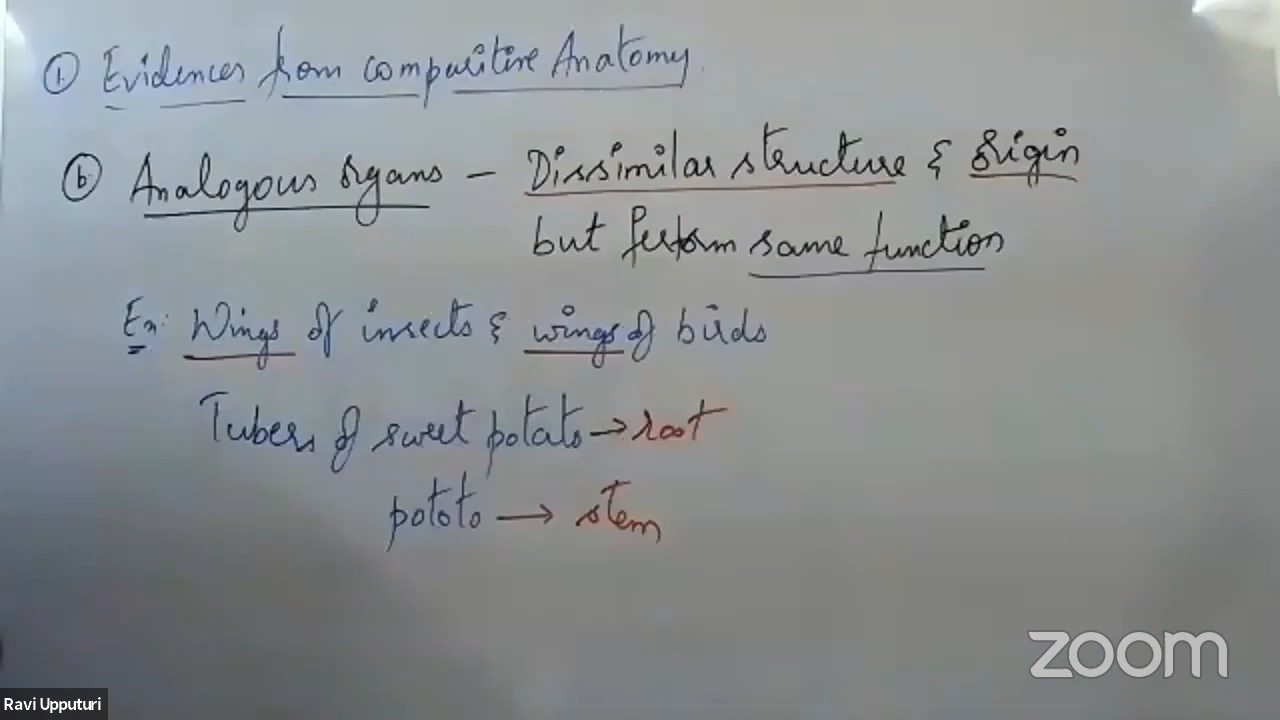 ① Evidences from comparitive Anatomy.
ⓑ Analogous organs - Dissimilar structure & origin
but perform same function
Ex: Wings of insects & wings of birds
Tubers of sweet potato → root
pototo → stem
zoom
Ravi Upputuri